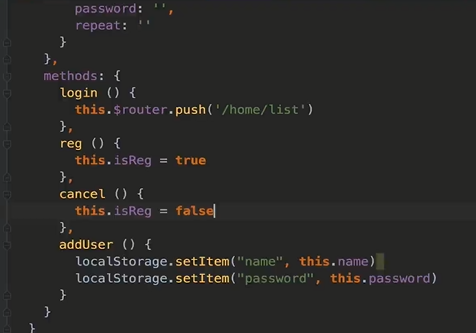 password: '',
repeat: ''
}
},
methods: {
login () {
this.$router.push('/home/list')
},
reg () {
this.isReg = true
},
cancel () {
this.isReg = false
},
addUser () {
localStorage.setItem("name", this.name)
localStorage.setItem("password", this.password)
}
}
}